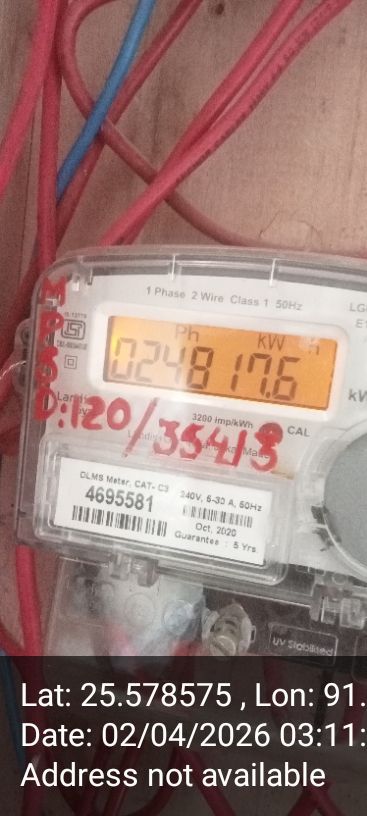 1 Phase 2 Wire Class 1 50Hz
Ph kW h
024817.6
3200 imp/kWh
CAL
D:120/35413
DLMS Meter, CAT- C3
4695581
240V, 5-30 A, 50Hz
Oct, 2020
Guarantee : 5 Yrs.
UV Stabilised
Lat: 25.578575 , Lon: 91.
Date: 02/04/2026 03:11:
Address not available